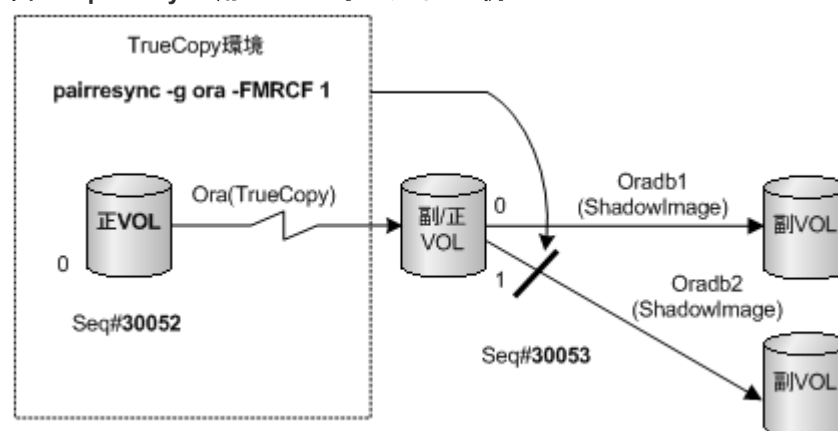 TrueCopy環境
pairresync -g ora -FMRCF 1
Ora(TrueCopy)
正VOL
0
Seq#30052
副/正
VOL
0
1
Seq#30053
Oradb1
(ShadowImage)
副VOL
Oradb2
(ShadowImage)
副VOL